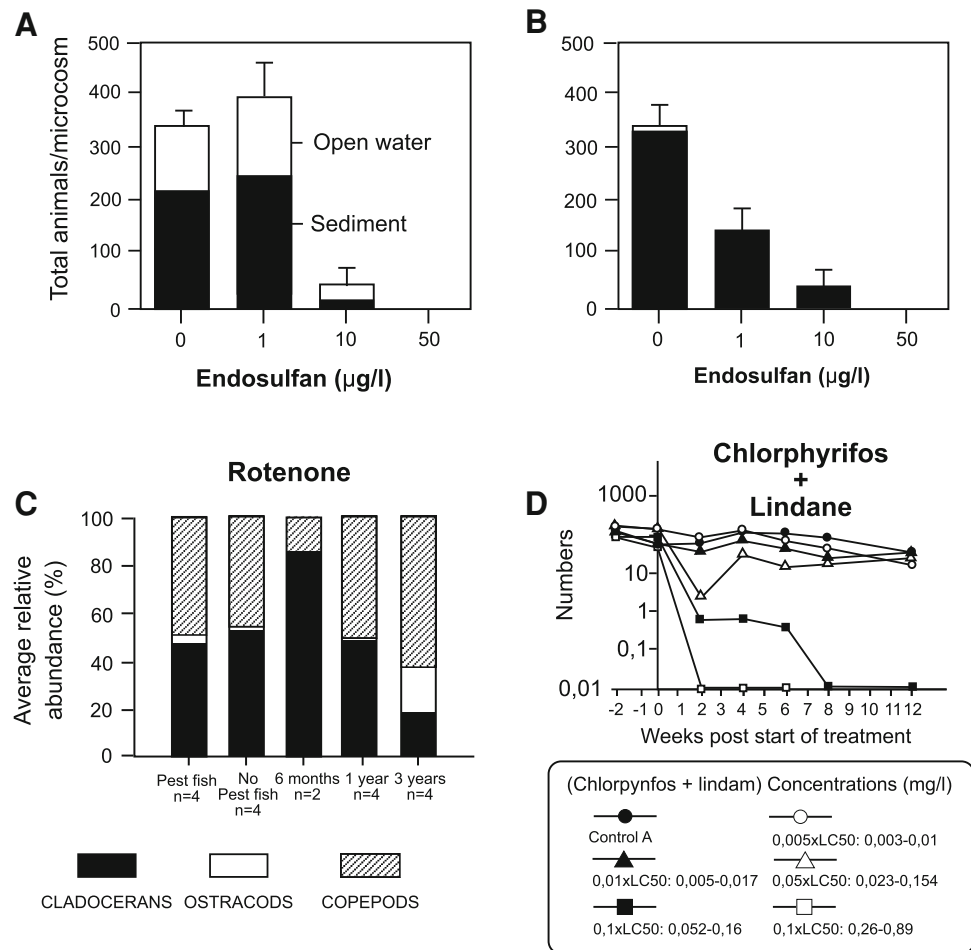 A
B
500
400
300
200
100
0
Total animals/microcosm
Open water
Sediment
0 1 10 50
Endosulfan (µg/l)
500
400
300
200
100
0
0 1 10 50
Endosulfan (µg/l)
C
Rotenone
100
80
60
40
20
0
Average relative
abundance (%)
Pest fish
n=4
No
Pest fish
n=4
6 months
n=2
1 year
n=4
3 years
n=4
CLADOCERANS OSTRACODS COPEPODS
D
Chlorphyrifos
+
Lindane
1000
10
1
0,1
0,01
Numbers
-2 -1 0 1 2 3 4 5 6 7 8 9 10 11 12
Weeks post start of treatment
(Chlorpynfos + lindam) Concentrations (mg/l)
Control A
0,005xLC50: 0,003-0,01
0,01xLC50: 0,005-0,017
0,05xLC50: 0,023-0,154
0,1xLC50: 0,052-0,16
0,1xLC50: 0,26-0,89